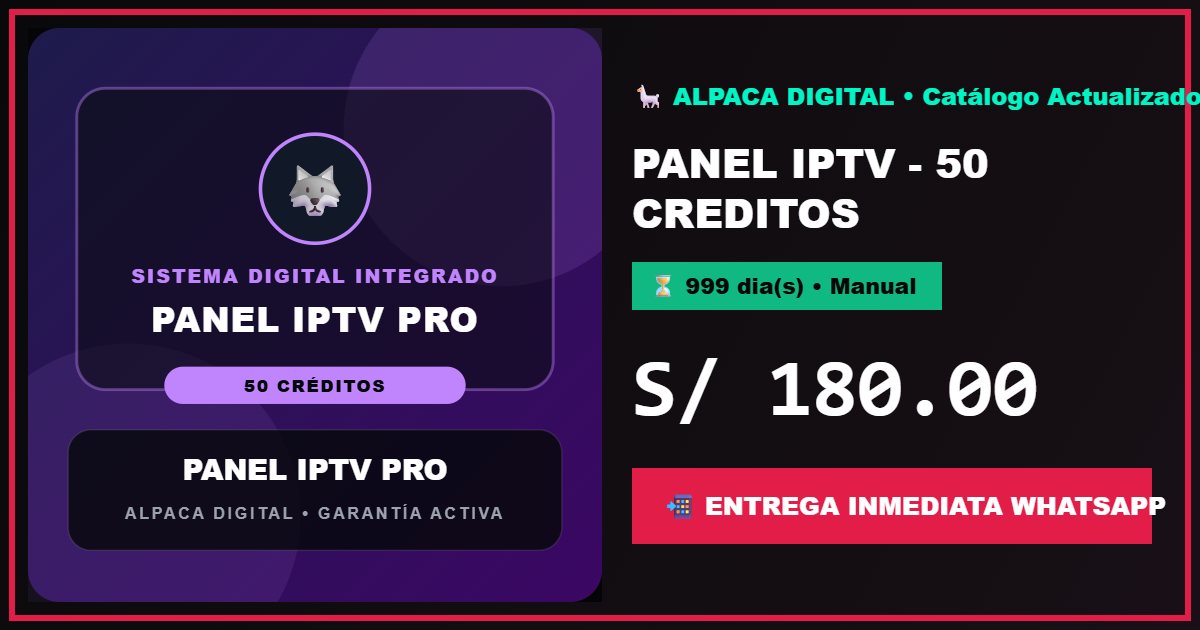 SISTEMA DIGITAL INTEGRADO
PANEL IPTV PRO
50 CRÉDITOS
PANEL IPTV PRO
ALPACA DIGITAL • GARANTÍA ACTIVA
🦙 ALPACA DIGITAL • Catálogo Actualizado
PANEL IPTV - 50
CREDITOS
⏳ 999 dia(s) • Manual
S/ 180.00
📲 ENTREGA INMEDIATA WHATSAPP